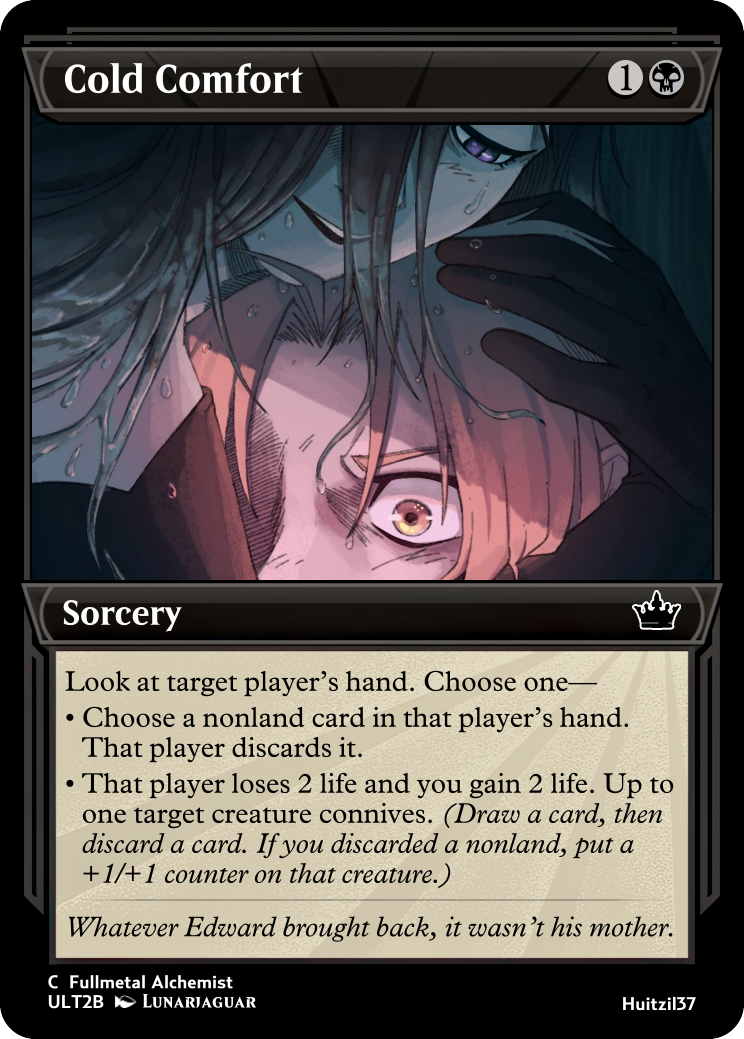 Cold Comfort
1
Sorcery
Look at target player's hand. Choose one—
• Choose a nonland card in that player's hand.
That player discards it.
• That player loses 2 life and you gain 2 life. Up to
one target creature connives. (Draw a card, then
discard a card. If you discarded a nonland, put a
+1/+1 counter on that creature.)
Whatever Edward brought back, it wasn't his mother.
C Fullmetal Alchemist
ULT2B Lunarjaguar
Huitzil37